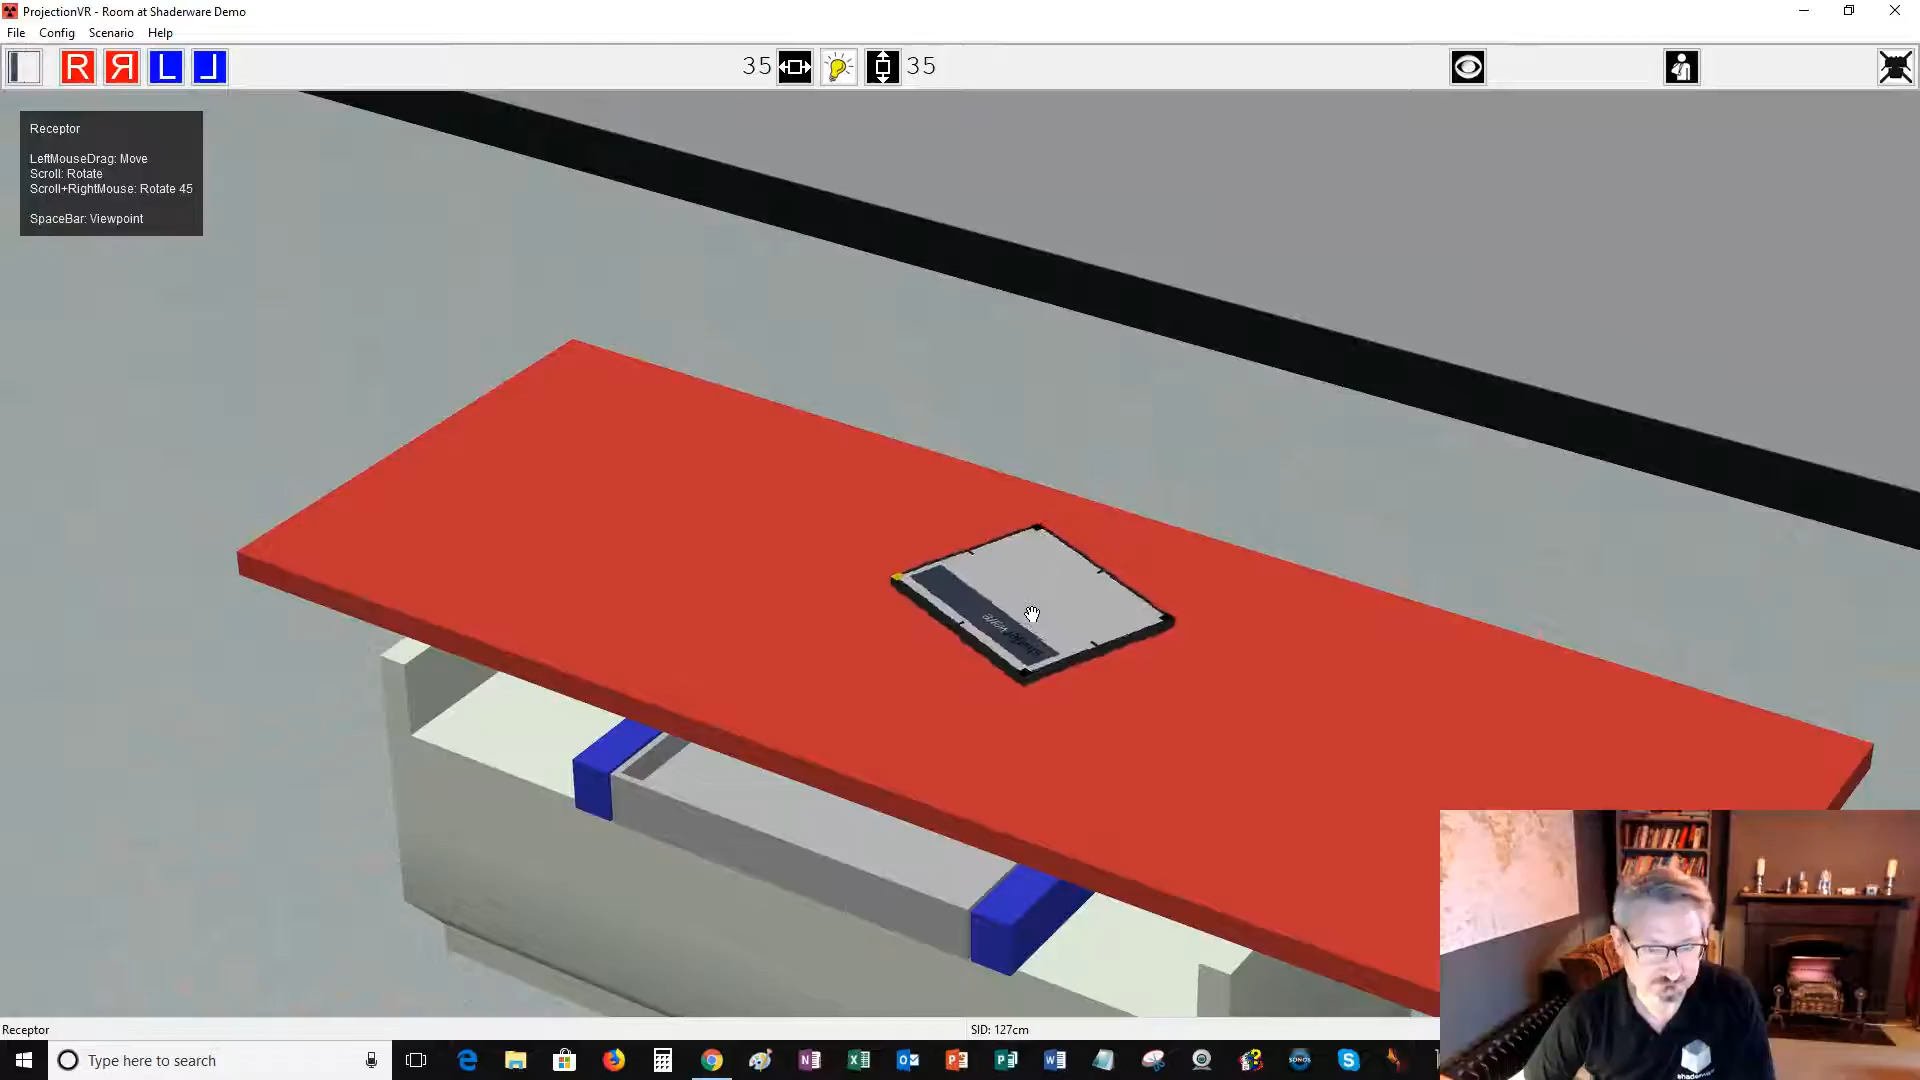 ProjectionVR - Room at Shaderware Demo
File Config Scenario Help
R R L L 35 35
Receptor
LeftMouseDrag: Move
Scroll: Rotate
Scroll+RightMouse: Rotate 45
SpaceBar: Viewpoint
shaderware
Receptor SID: 127cm
Type here to search